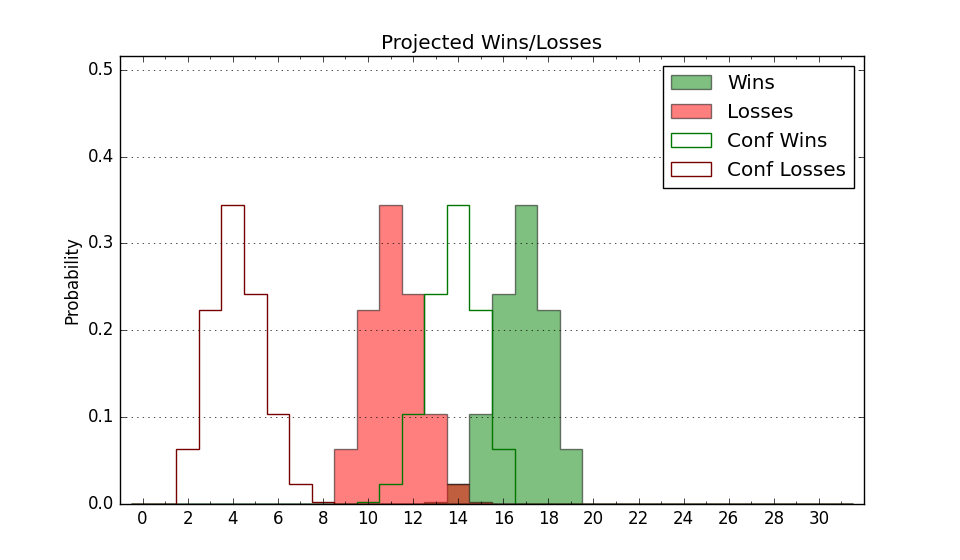 Projected Wins/Losses
0.5
0.4
0.3
0.2
0.1
0.0
Probability
Wins
Losses
Conf Wins
Conf Losses
0 2 4 6 8 10 12 14 16 18 20 22 24 26 28 30